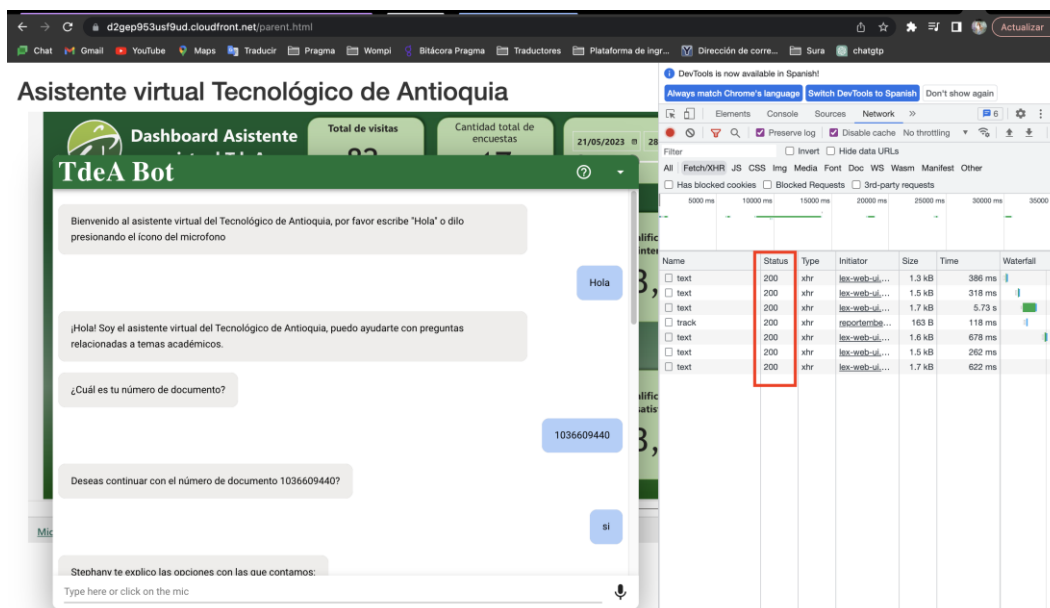 d2gep953usf9ud.cloudfront.net/parent.html
Actualizar
Chat Gmail YouTube Maps Traducir Pragma Wompi Bitácora Pragma Traductores Plataforma de ingr... Dirección de corre... Sura chatgtp
Asistente virtual Tecnológico de Antioquia
Dashboard Asistente
Total de visitas
Cantidad total de
encuestas
21/05/2023
28
TdeA Bot
Bienvenido al asistente virtual del Tecnológico de Antioquia, por favor escribe "Hola" o dilo
presionando el ícono del microfono
Hola
¡Hola! Soy el asistente virtual del Tecnológico de Antioquia, puedo ayudarte con preguntas
relacionadas a temas académicos.
¿Cuál es tu número de documento?
1036609440
Deseas continuar con el número de documento 1036609440?
si
Stephany te explico las opciones con las que contamos:
Type here or click on the mic
Mic
DevTools is now available in Spanish!
Always match Chrome's language Switch DevTools to Spanish Don't show again
Elements Console Sources Network » 6
Preserve log Disable cache No throttling
Filter Invert Hide data URLs
All Fetch/XHR JS CSS Img Media Font Doc WS Wasm Manifest Other
Has blocked cookies Blocked Requests 3rd-party requests
5000 ms 10000 ms 15000 ms 20000 ms 25000 ms 30000 ms 35000
Name Status Type Initiator Size Time Waterfall
text 200 xhr lex-web-ui.... 1.3 kB 386 ms
text 200 xhr lex-web-ui.... 1.5 kB 318 ms
text 200 xhr lex-web-ui.... 1.7 kB 5.73 s
track 200 xhr reportembe... 163 B 118 ms
text 200 xhr lex-web-ui.... 1.6 kB 678 ms
text 200 xhr lex-web-ui.... 1.5 kB 262 ms
text 200 xhr lex-web-ui.... 1.7 kB 622 ms